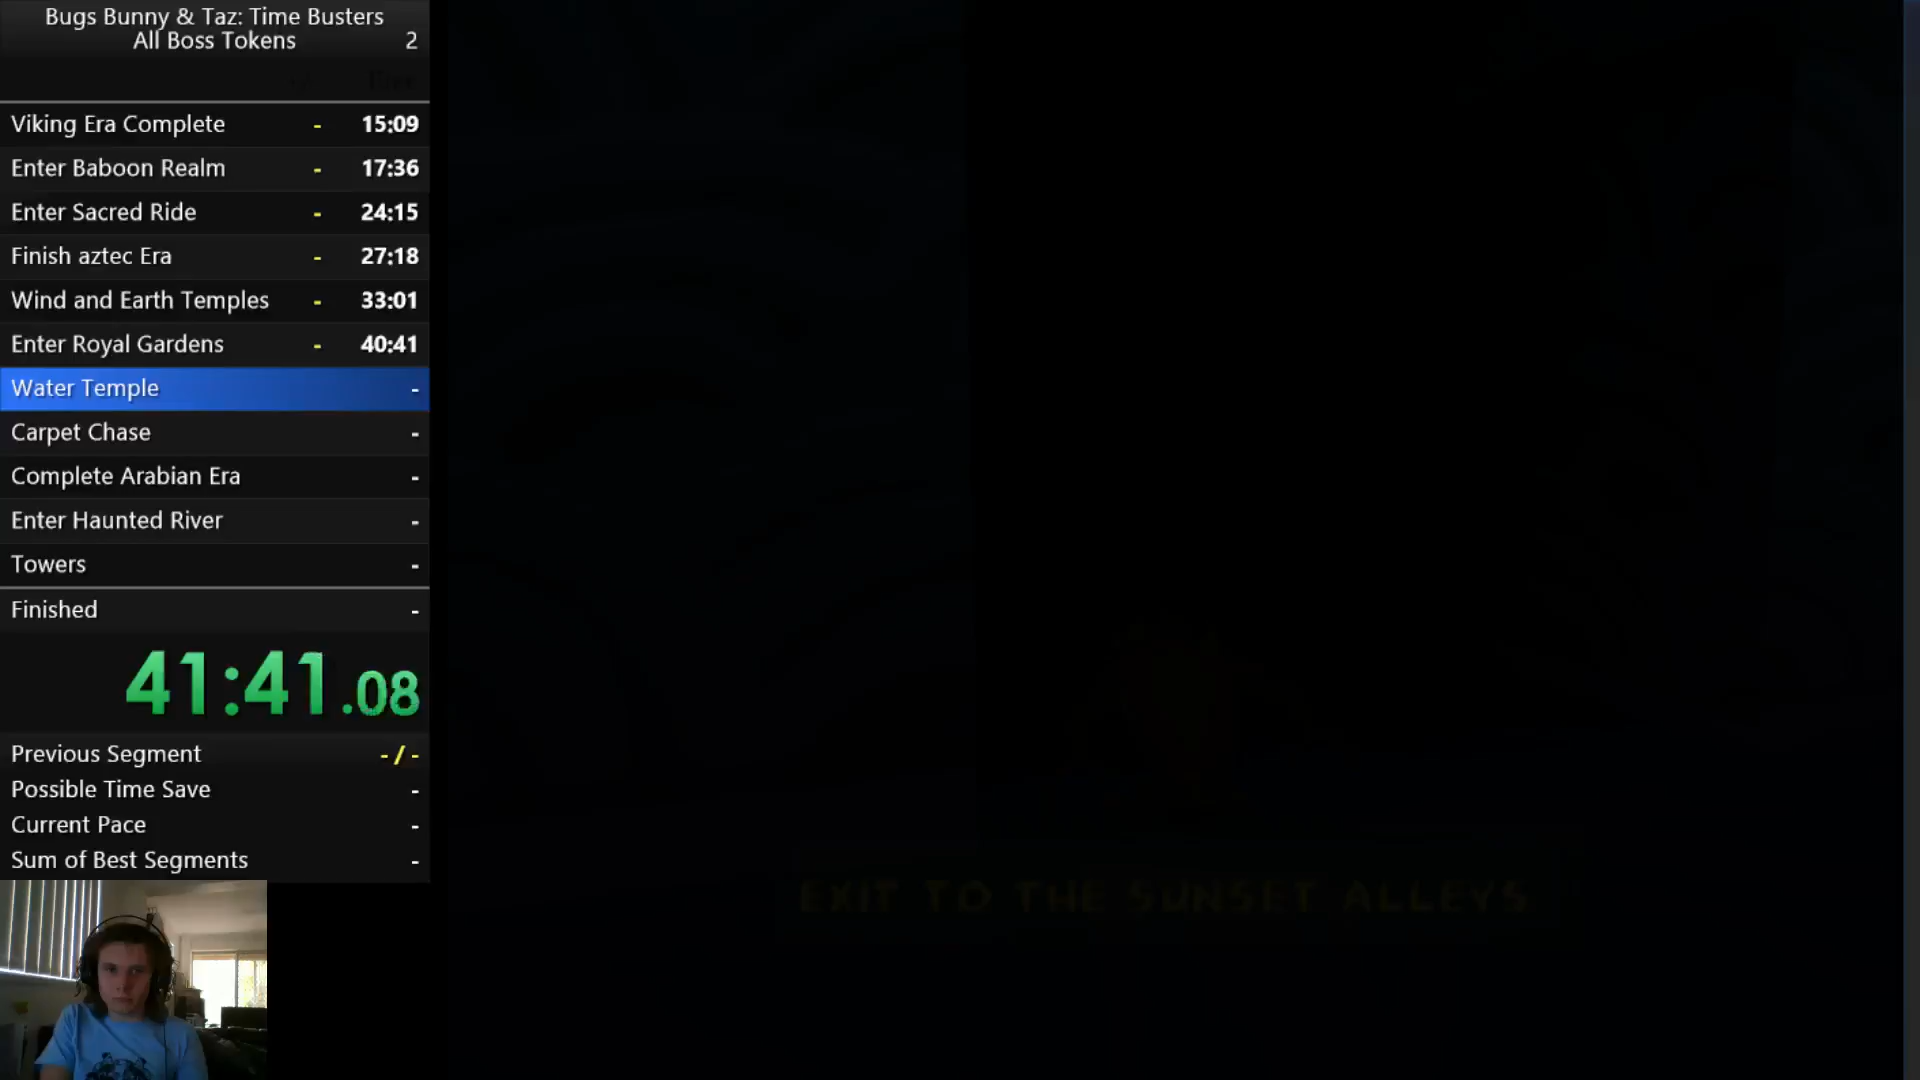 Bugs Bunny & Taz: Time Busters
All Boss Tokens 2
Viking Era Complete - 15:09
Enter Baboon Realm - 17:36
Enter Sacred Ride - 24:15
Finish aztec Era - 27:18
Wind and Earth Temples - 33:01
Enter Royal Gardens - 40:41
Water Temple -
Carpet Chase -
Complete Arabian Era -
Enter Haunted River -
Towers -
Finished -
41:41.08
Previous Segment - / -
Possible Time Save -
Current Pace -
Sum of Best Segments -
EXIT TO THE SUNSET ALLEYS